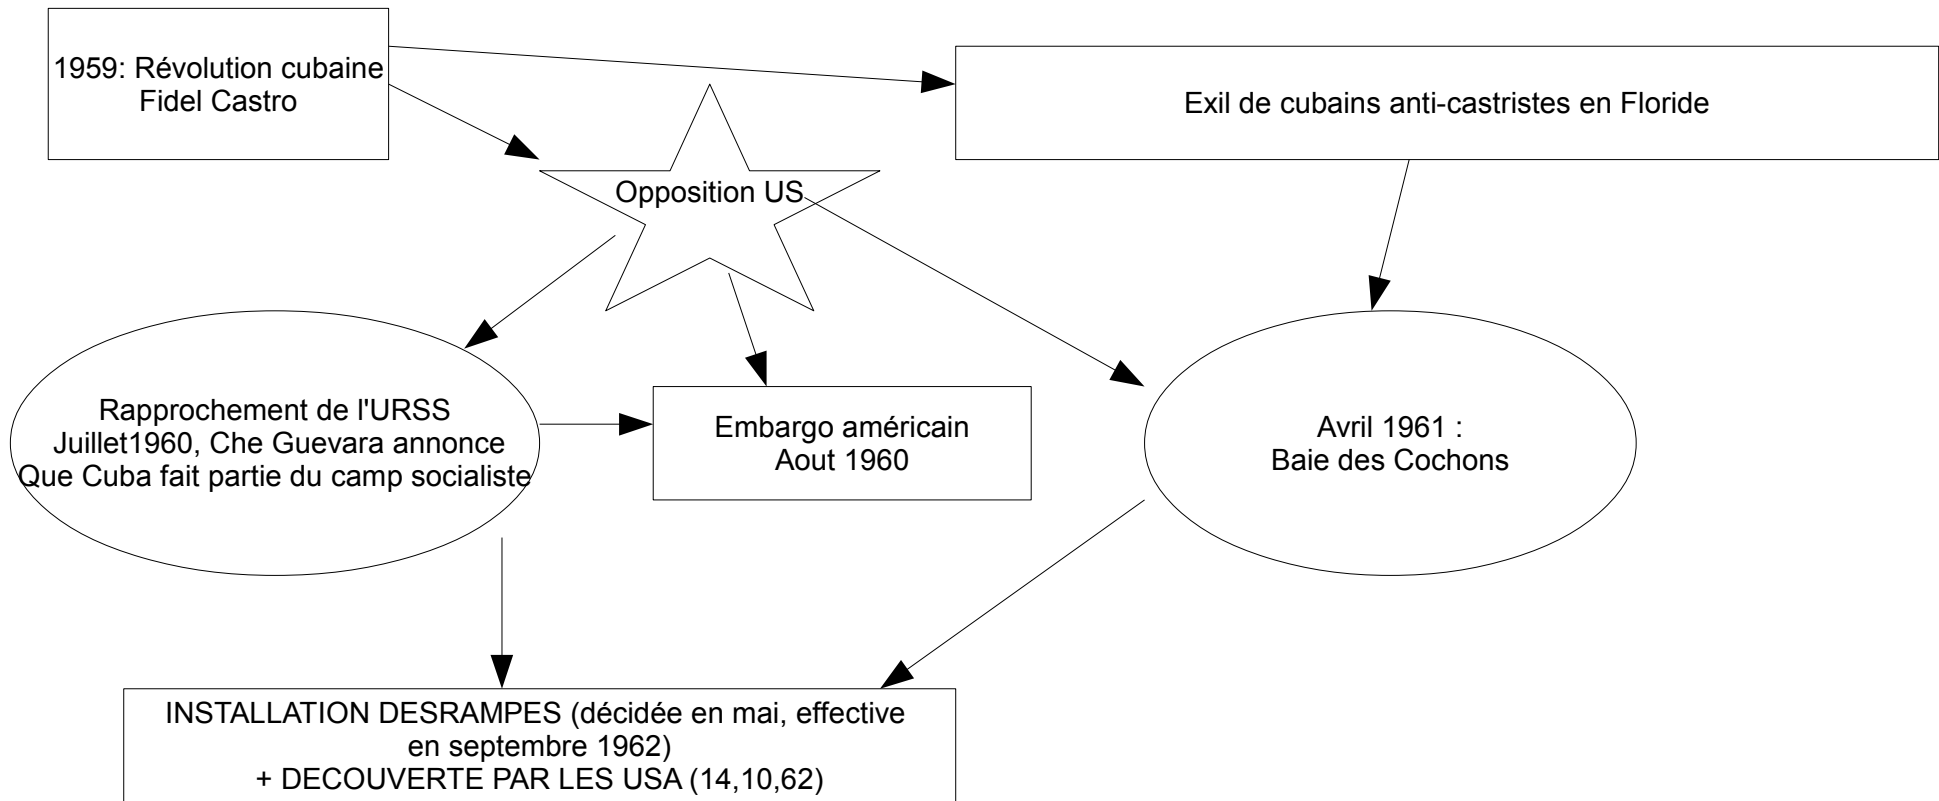 1959: Révolution cubaine
Fidel Castro
Exil de cubains anti-castristes en Floride
Opposition US
Rapprochement de l'URSS
Juillet1960, Che Guevara annonce
Que Cuba fait partie du camp socialiste
Embargo américain
Aout 1960
Avril 1961 :
Baie des Cochons
INSTALLATION DESRAMPES (décidée en mai, effective
en septembre 1962)
+ DECOUVERTE PAR LES USA (14,10,62)